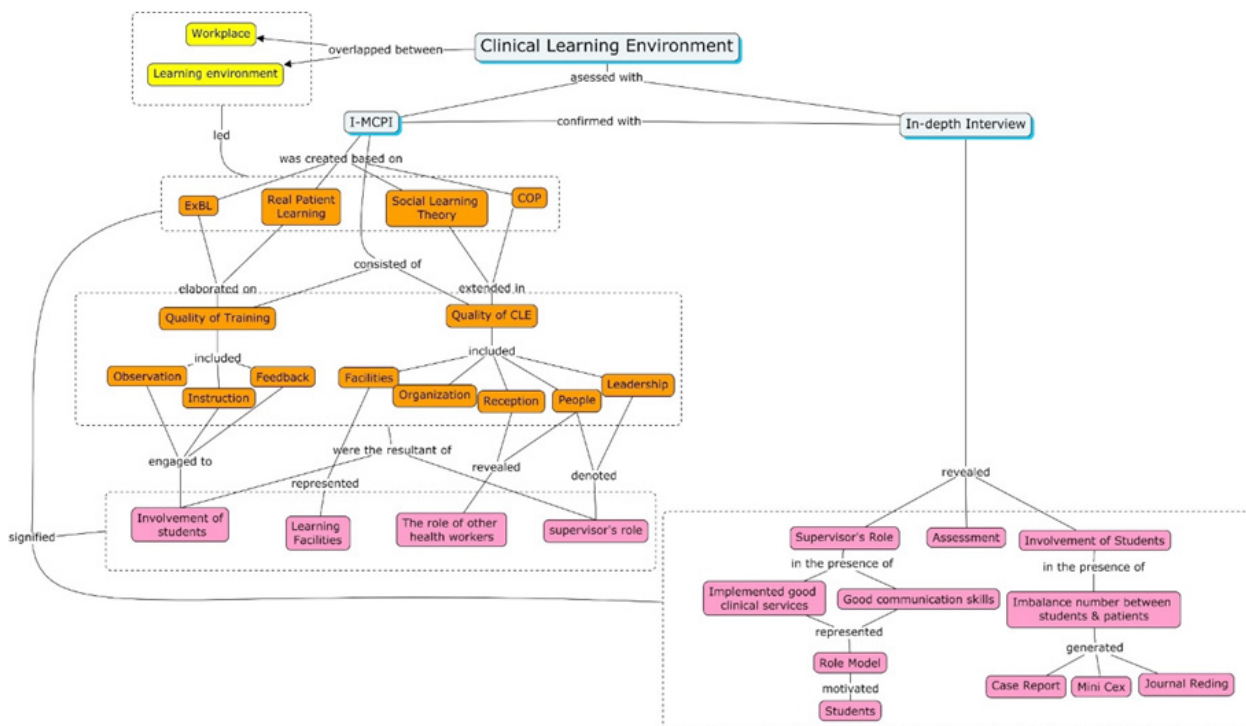 Workplace
Clinical Learning Environment
overlapped between
Learning environment
asessed with
I-MCPI
confirmed with
In-depth Interview
led
was created based on
ExBL
Real Patient
Learning
Social Learning
Theory
COP
consisted of
elaborated on
extended in
Quality of Training
Quality of CLE
included
included
Observation
Feedback
Instruction
Facilities
Organization
Reception
People
Leadership
engaged to
were the resultant of
revealed
denoted
represented
Involvement of
students
Learning
Facilities
The role of other
health workers
supervisor's role
signified
revealed
Supervisor's Role
Assessment
Involvement of Students
in the presence of
in the presence of
Implemented good
clinical services
Good communication skills
Imbalance number between
students & patients
represented
generated
Role Model
Case Report
Mini Cex
Journal Reding
motivated
Students